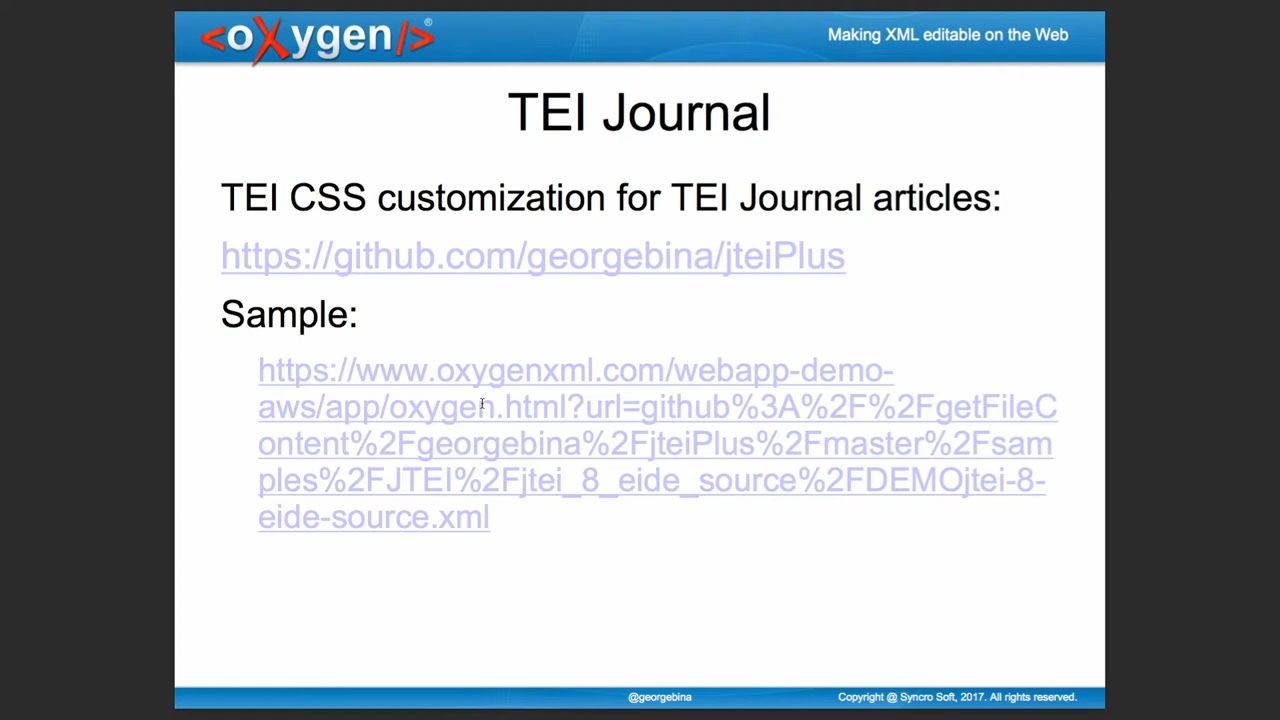 <oXygen/>®
Making XML editable on the Web
TEI Journal
TEI CSS customization for TEI Journal articles:
https://github.com/georgebina/jteiPlus
Sample:
https://www.oxygenxml.com/webapp-demo-
aws/app/oxygen.html?url=github%3A%2F%2FgetFileC
ontent%2Fgeorgebina%2FjteiPlus%2Fmaster%2Fsam
ples%2FJTEI%2Fjtei_8_eide_source%2FDEMOjtei-8-
eide-source.xml
@georgebina
Copyright @ Syncro Soft, 2017. All rights reserved.